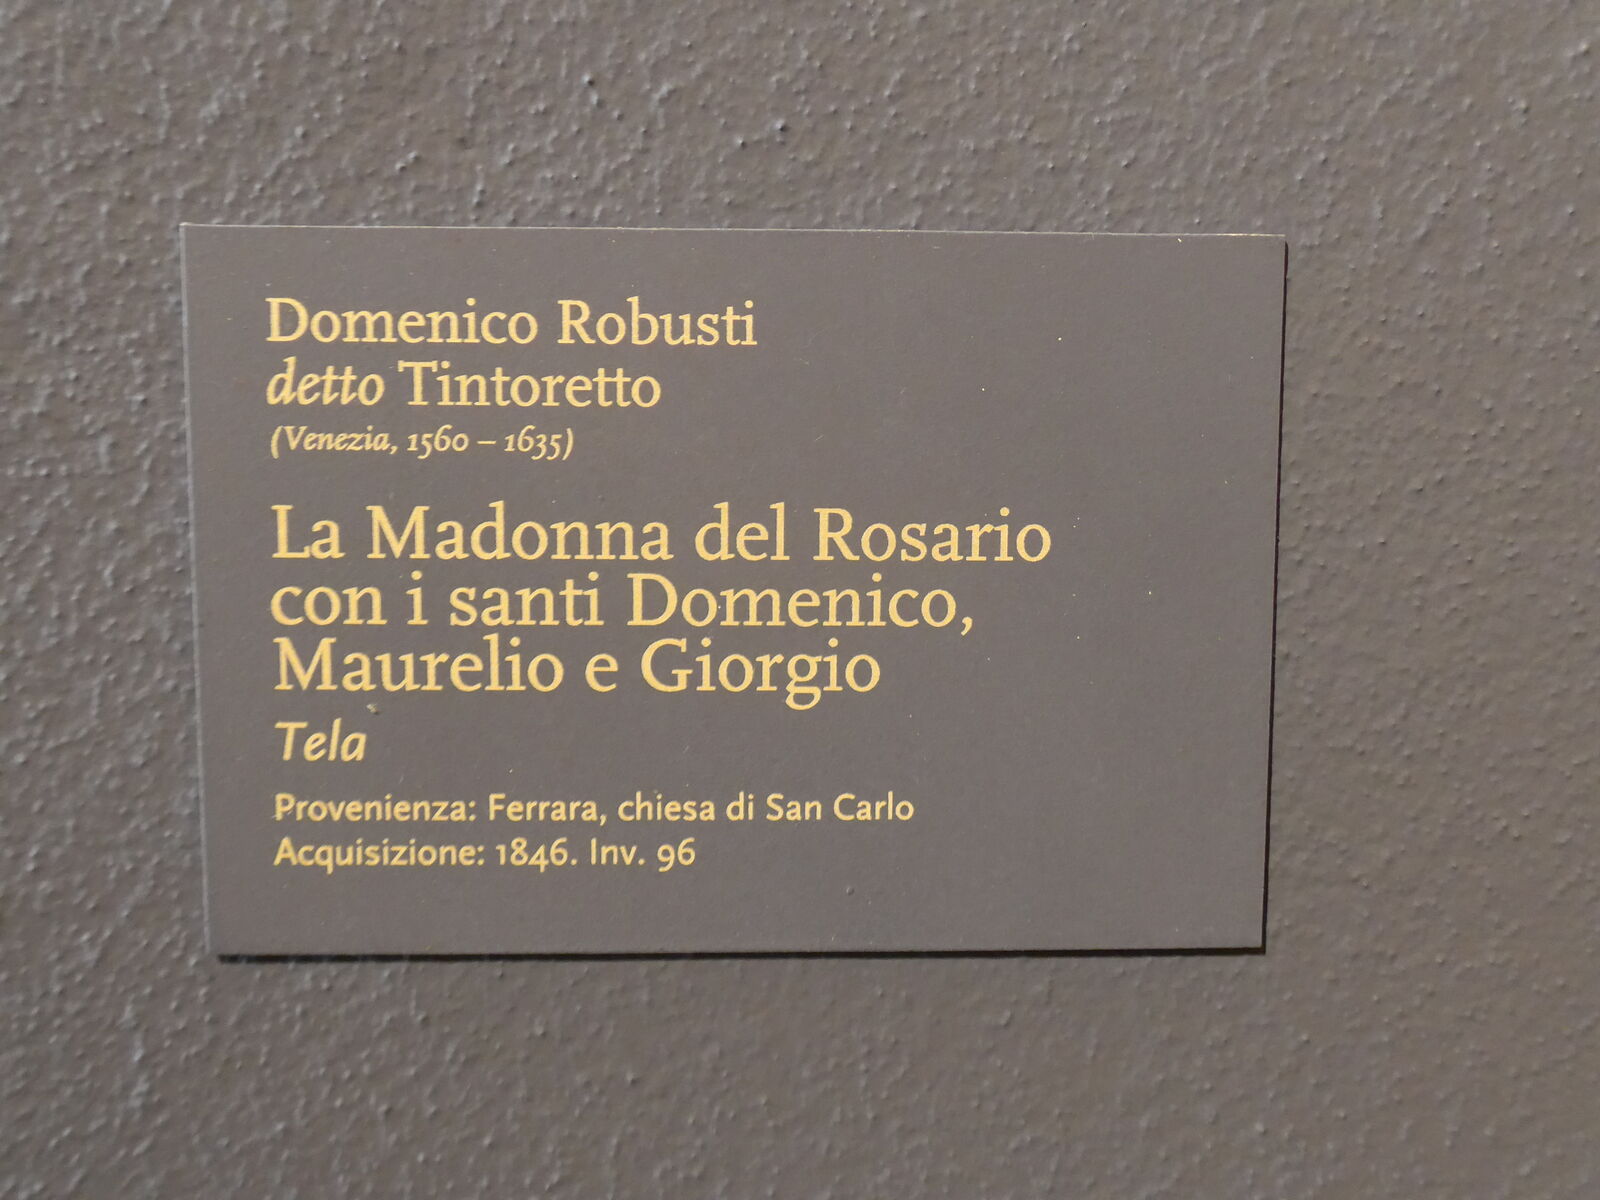 Domenico Robusti
detto Tintoretto
(Venezia, 1560 – 1635)
La Madonna del Rosario
con i santi Domenico,
Maurelio e Giorgio
Tela
Provenienza: Ferrara, chiesa di San Carlo
Acquisizione: 1846. Inv. 96